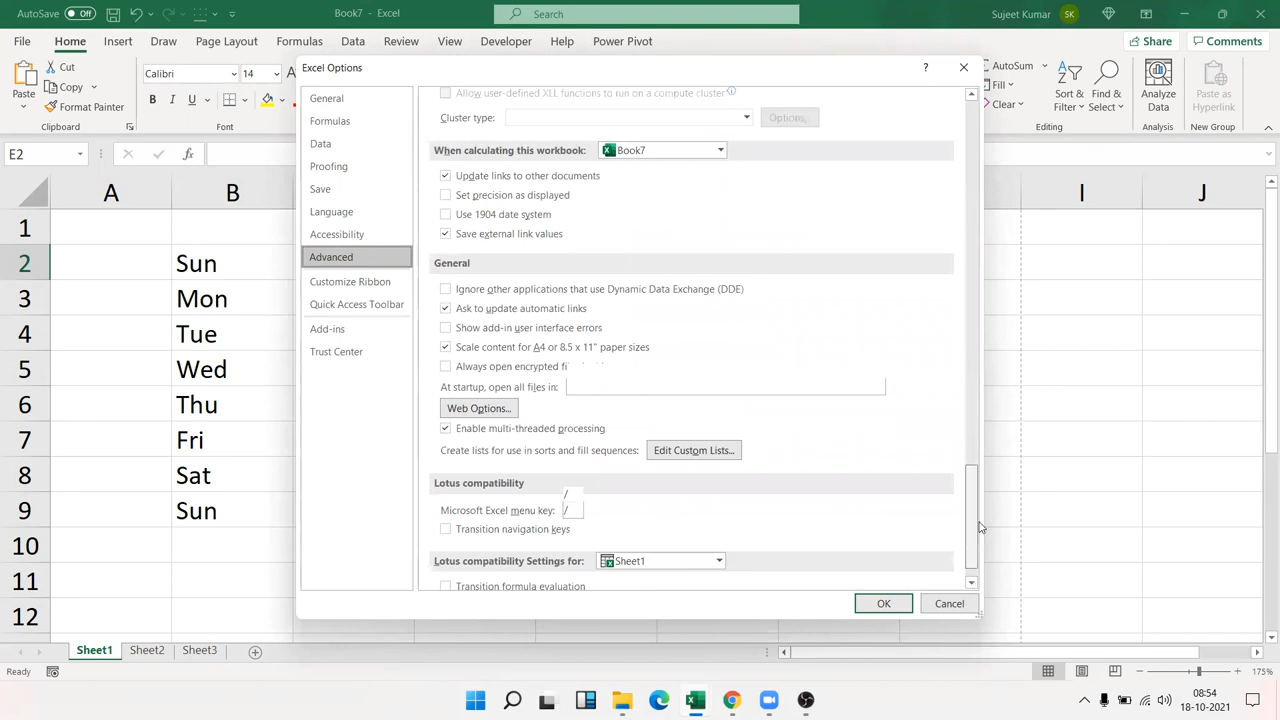 AutoSave Off Book7 - Excel Search Sujeet Kumar SK
File Home Insert Draw Page Layout Formulas Data Review View Developer Help Power Pivot Share Comments
Paste Cut Copy Format Painter
Clipboard
Calibri 14
B I U
Font
AutoSum
Fill
Clear
Sort & Filter
Find & Select
Editing
Analyze Data
Analysis
Paste as Hyperlink
New Group
E2 fx
A B I J
1
2 Sun
3 Mon
4 Tue
5 Wed
6 Thu
7 Fri
8 Sat
9 Sun
10
11
12
Excel Options ?
General
Formulas
Data
Proofing
Save
Language
Accessibility
Advanced
Customize Ribbon
Quick Access Toolbar
Add-ins
Trust Center
Allow user-defined XLL functions to run on a compute cluster
Cluster type: Options...
When calculating this workbook: Book7
Update links to other documents
Set precision as displayed
Use 1904 date system
Save external link values
General
Ignore other applications that use Dynamic Data Exchange (DDE)
Ask to update automatic links
Show add-in user interface errors
Scale content for A4 or 8.5 x 11" paper sizes
Always open encrypted
At startup, open all files in:
Web Options...
Enable multi-threaded processing
Create lists for use in sorts and fill sequences: Edit Custom Lists...
Lotus compatibility
/
Microsoft Excel menu key: /
Transition navigation keys
Lotus compatibility Settings for: Sheet1
Transition formula evaluation
OK Cancel
Sheet1 Sheet2 Sheet3
Ready 175%
08:54
18-10-2021